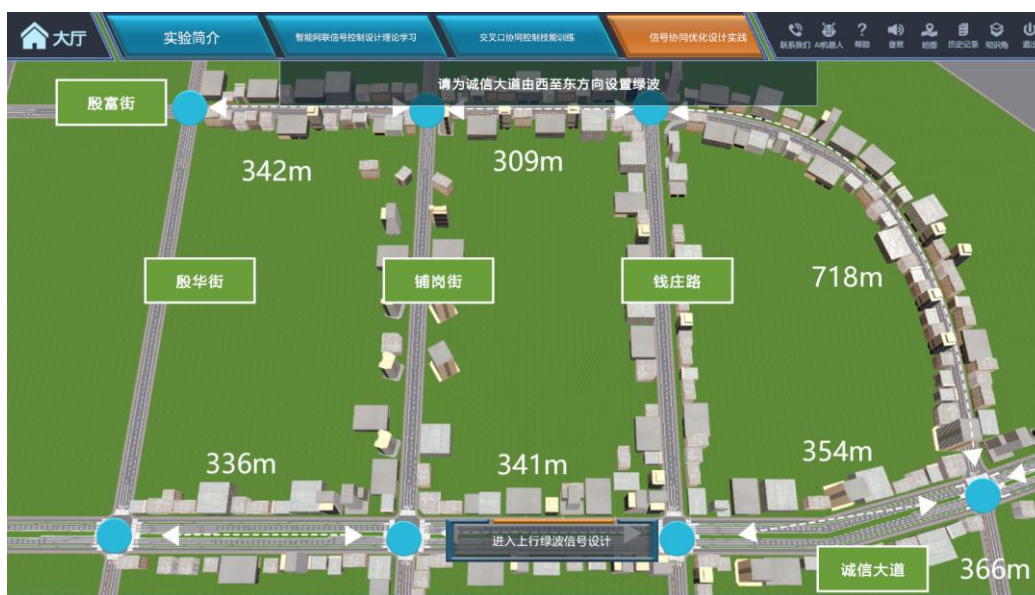 大厅
实验简介
智能网联信号控制设计理论学习
交叉口协同控制技能训练
信号协同优化设计实践
联系我们
AI机器人
帮助
音效
地图
历史记录
知识角
退出
请为诚信大道由西至东方向设置绿波
殷富街
342m
309m
殷华街
铺岗街
钱庄路
718m
336m
341m
354m
进入上行绿波信号设计
诚信大道
366m